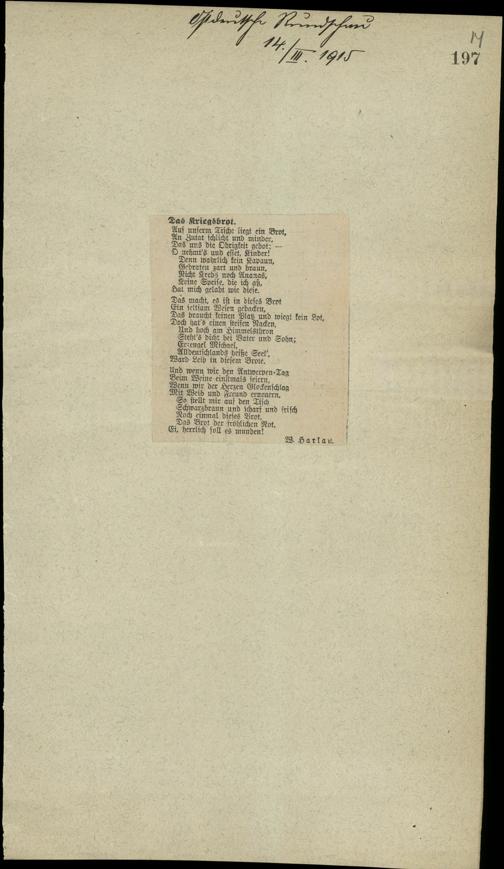 Ostdeutsche Rundschau
14./III. 1915
197
Das Kriegsbrot.
Auf unserm Tische liegt ein Brot,
An Zutat schlicht und minder,
Das uns die Obrigkeit gebot: —
O nehmt's und esset, Kinder!
Denn wahrlich kein Kapaun,
Gebraten zart und braun,
Nicht Krebs noch Ananas,
Keine Speise, die ich aß,
Hat mich gelabt wie diese.
Das macht, es ist in dieses Brot
Ein seltsam Wesen gebacken,
Das braucht keinen Platz und wiegt kein Lot,
Doch hat's einen steifen Nacken,
Und hoch am Himmelsthron
Steht's dicht bei Vater und Sohn;
Erzengel Michael,
Alldeutschlands heiße Seel',
Ward Leib in diesem Brote.
Und wenn wir den Antwerpen-Tag
Beim Weine einstmals feiern,
Wenn wir der Herzen Glockenschlag
Mit Weib und Freund erneuern,
So stellt mir auf den Tisch
Schwarzbraun und scharf und frisch
Noch einmal dieses Brot,
Das Brot der fröhlichen Not,
Ei, herrlich soll es munden!
W. Harlan.